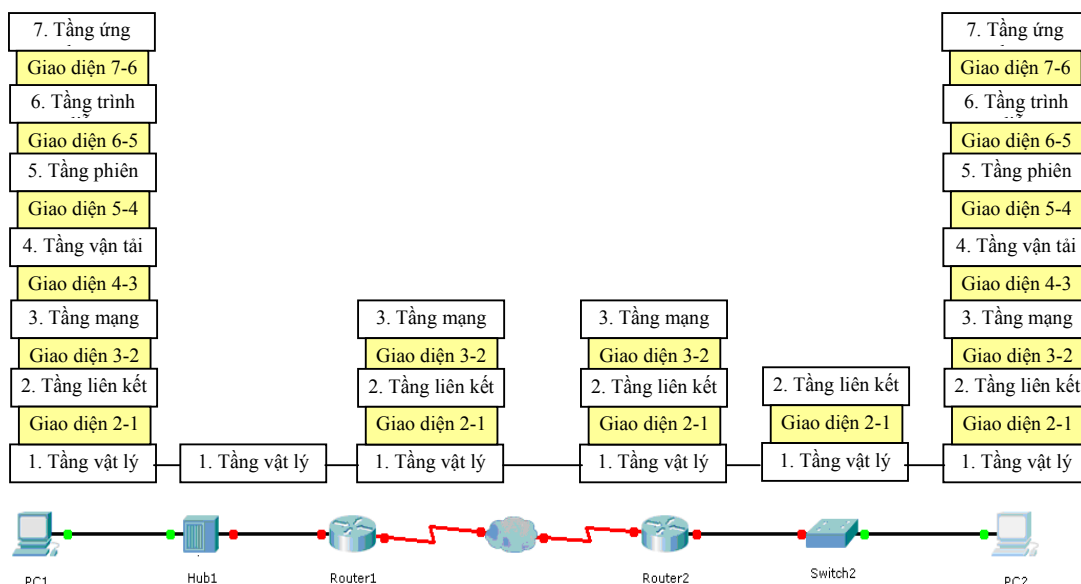 7. Tầng ứng
Giao diện 7-6
6. Tầng trình
Giao diện 6-5
5. Tầng phiên
Giao diện 5-4
4. Tầng vận tải
Giao diện 4-3
3. Tầng mạng
Giao diện 3-2
2. Tầng liên kết
Giao diện 2-1
1. Tầng vật lý
1. Tầng vật lý
3. Tầng mạng
Giao diện 3-2
2. Tầng liên kết
Giao diện 2-1
1. Tầng vật lý
3. Tầng mạng
Giao diện 3-2
2. Tầng liên kết
Giao diện 2-1
1. Tầng vật lý
2. Tầng liên kết
Giao diện 2-1
1. Tầng vật lý
7. Tầng ứng
Giao diện 7-6
6. Tầng trình
Giao diện 6-5
5. Tầng phiên
Giao diện 5-4
4. Tầng vận tải
Giao diện 4-3
3. Tầng mạng
Giao diện 3-2
2. Tầng liên kết
Giao diện 2-1
1. Tầng vật lý
PC1
Hub1
Router1
Router2
Switch2
PC2